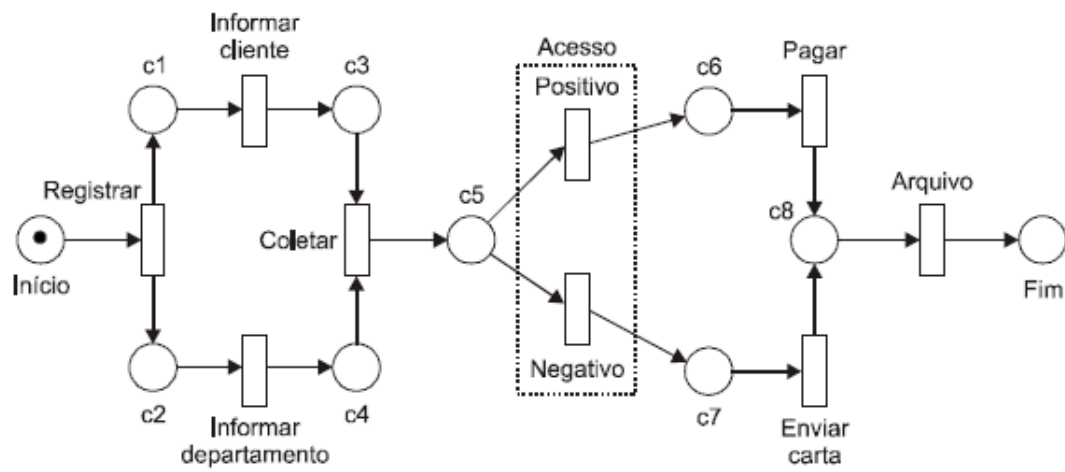 Informar
cliente
c1
c3
Acesso
Positivo
c6
Pagar
Registrar
Início
Coletar
c5
c8
Arquivo
Fim
c2
Informar
departamento
c4
Negativo
c7
Enviar
carta